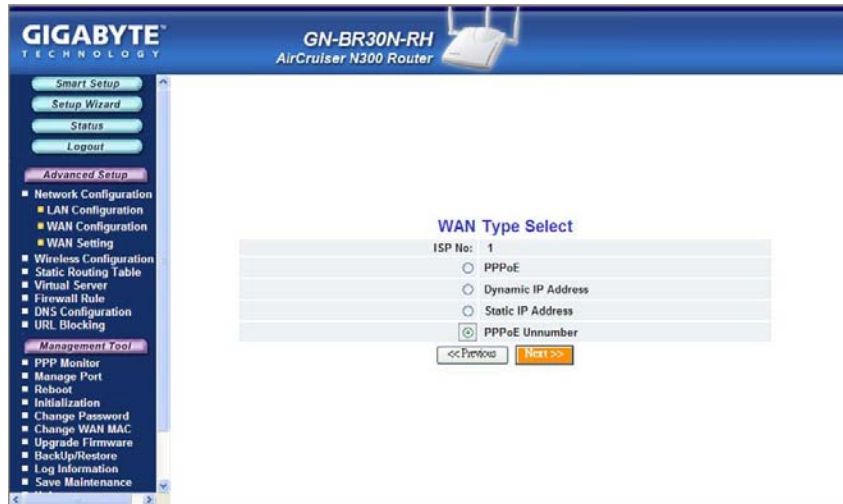 GIGABYTE™
TECHNOLOGY
GN-BR30N-RH
AirCruiser N300 Router
Smart Setup
Setup Wizard
Status
Logout
Advanced Setup
Network Configuration
LAN Configuration
WAN Configuration
WAN Setting
Wireless Configuration
Static Routing Table
Virtual Server
Firewall Rule
DNS Configuration
URL Blocking
Management Tool
PPP Monitor
Manage Port
Reboot
Initialization
Change Password
Change WAN MAC
Upgrade Firmware
BackUp/Restore
Log Information
Save Maintenance
WAN Type Select
ISP No: 1
PPPoE
Dynamic IP Address
Static IP Address
PPPoE Unnumber
<< Previous Next >>